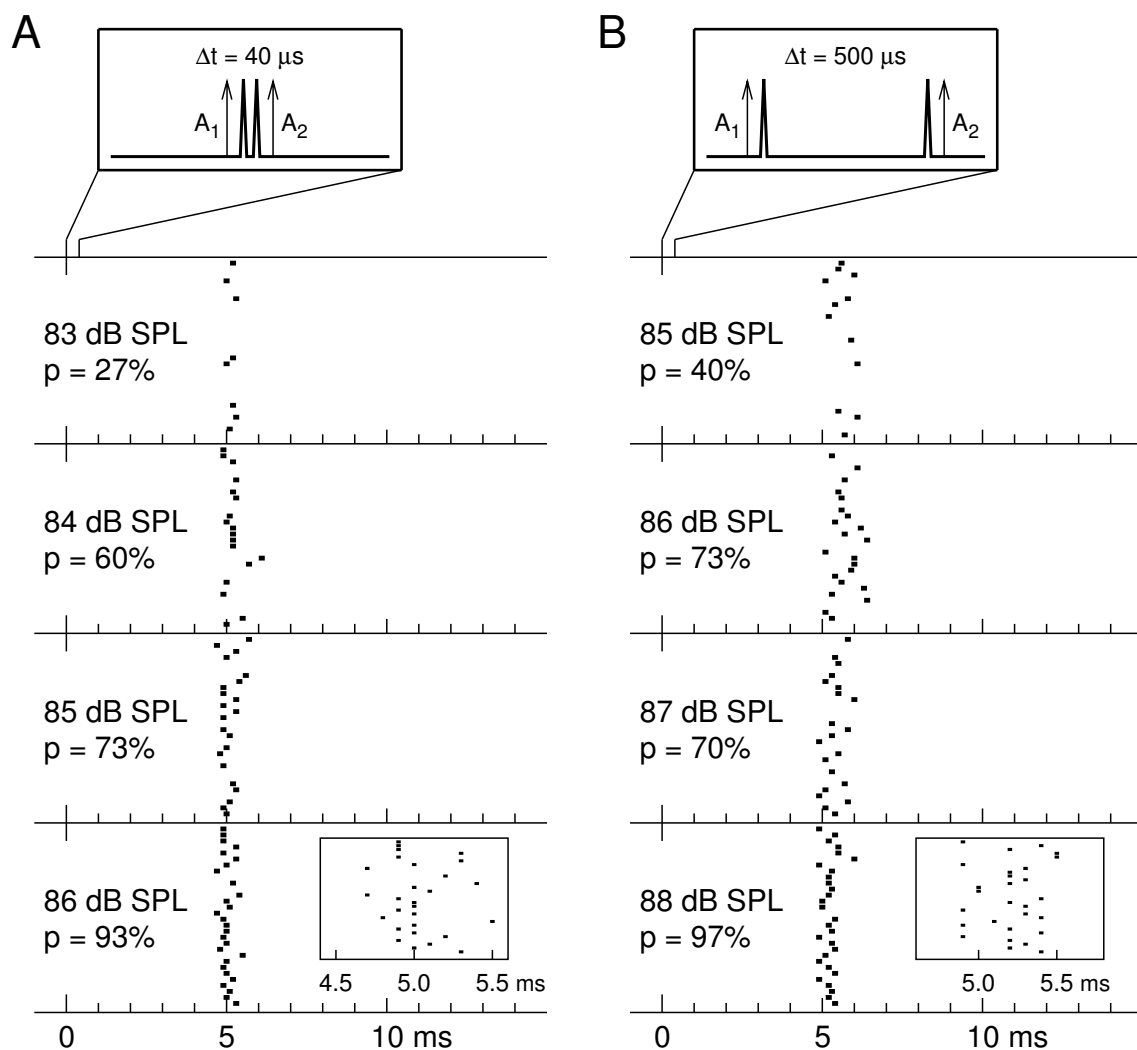 A
Δt = 40 μs
A1 A2
83 dB SPL
p = 27%
84 dB SPL
p = 60%
85 dB SPL
p = 73%
86 dB SPL
p = 93%
4.5 5.0 5.5 ms
0 5 10 ms
B
Δt = 500 μs
A1 A2
85 dB SPL
p = 40%
86 dB SPL
p = 73%
87 dB SPL
p = 70%
88 dB SPL
p = 97%
5.0 5.5 ms
0 5 10 ms